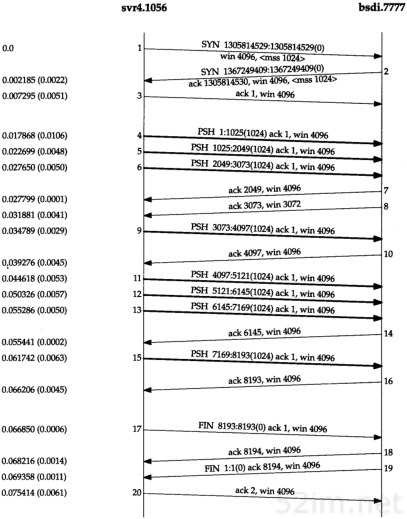 svr4.1056 bsdi.7777
0.0 1 SYN 1305814529:1305814529(0)
win 4096, <mss 1024>
SYN 1367249409:1367249409(0) 2
0.002185 (0.0022) ack 1305814530, win 4096, <mss 1024>
0.007295 (0.0051) 3 ack 1, win 4096
0.017868 (0.0106) 4 PSH 1:1025(1024) ack 1, win 4096
0.022699 (0.0048) 5 PSH 1025:2049(1024) ack 1, win 4096
0.027650 (0.0050) 6 PSH 2049:3073(1024) ack 1, win 4096
0.027799 (0.0001) ack 2049, win 4096 7
0.031881 (0.0041) ack 3073, win 3072 8
0.034789 (0.0029) 9 PSH 3073:4097(1024) ack 1, win 4096
0.039276 (0.0045) ack 4097, win 4096 10
0.044618 (0.0053) 11 PSH 4097:5121(1024) ack 1, win 4096
0.050326 (0.0057) 12 PSH 5121:6145(1024) ack 1, win 4096
0.055286 (0.0050) 13 PSH 6145:7169(1024) ack 1, win 4096
0.055441 (0.0002) ack 6145, win 4096 14
0.061742 (0.0063) 15 PSH 7169:8193(1024) ack 1, win 4096
0.066206 (0.0045) ack 8193, win 4096 16
0.066850 (0.0006) 17 FIN 8193:8193(0) ack 1, win 4096
0.068216 (0.0014) ack 8194, win 4096 18
0.069358 (0.0011) FIN 1:1(0) ack 8194, win 4096 19
0.075414 (0.0061) 20 ack 2, win 4096
52im.net